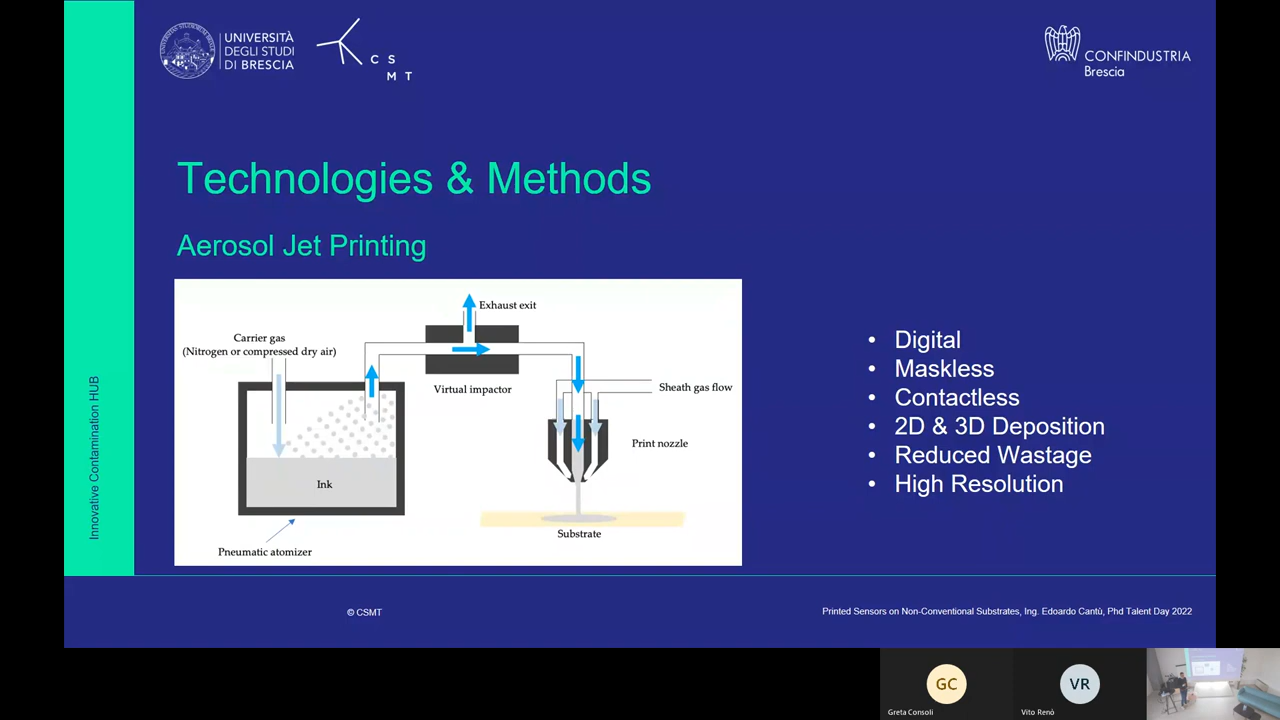 UNIVERSITÀ
DEGLI STUDI
DI BRESCIA
C S
M T
CONFINDUSTRIA
Brescia
Technologies & Methods
Aerosol Jet Printing
Exhaust exit
Carrier gas
(Nitrogen or compressed dry air)
Virtual impactor
Sheath gas flow
Print nozzle
Ink
Substrate
Pneumatic atomizer
• Digital
• Maskless
• Contactless
• 2D & 3D Deposition
• Reduced Wastage
• High Resolution
Innovative Contamination HUB
© CSMT
Printed Sensors on Non-Conventional Substrates, Ing. Edoardo Cantù, Phd Talent Day 2022
GC
Greta Consoli
VR
Vito Renò